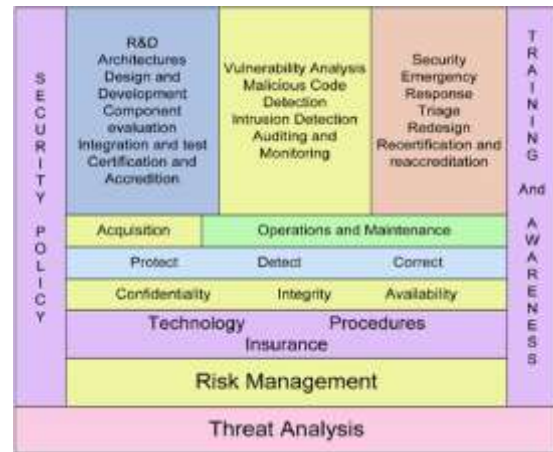 SECURITY POLICY
R&D
Architectures
Design and
Development
Component
evaluation
Integration and test
Certification and
Accredition
Vulnerability Analysis
Malicious Code
Detection
Intrusion Detection
Auditing and
Monitoring
Security
Emergency
Response
Triage
Redesign
Recertification and
reaccreditation
TRAINING And AWARENESS
Acquisition
Operations and Maintenance
Protect Detect Correct
Confidentiality Integrity Availability
Technology Procedures
Insurance
Risk Management
Threat Analysis